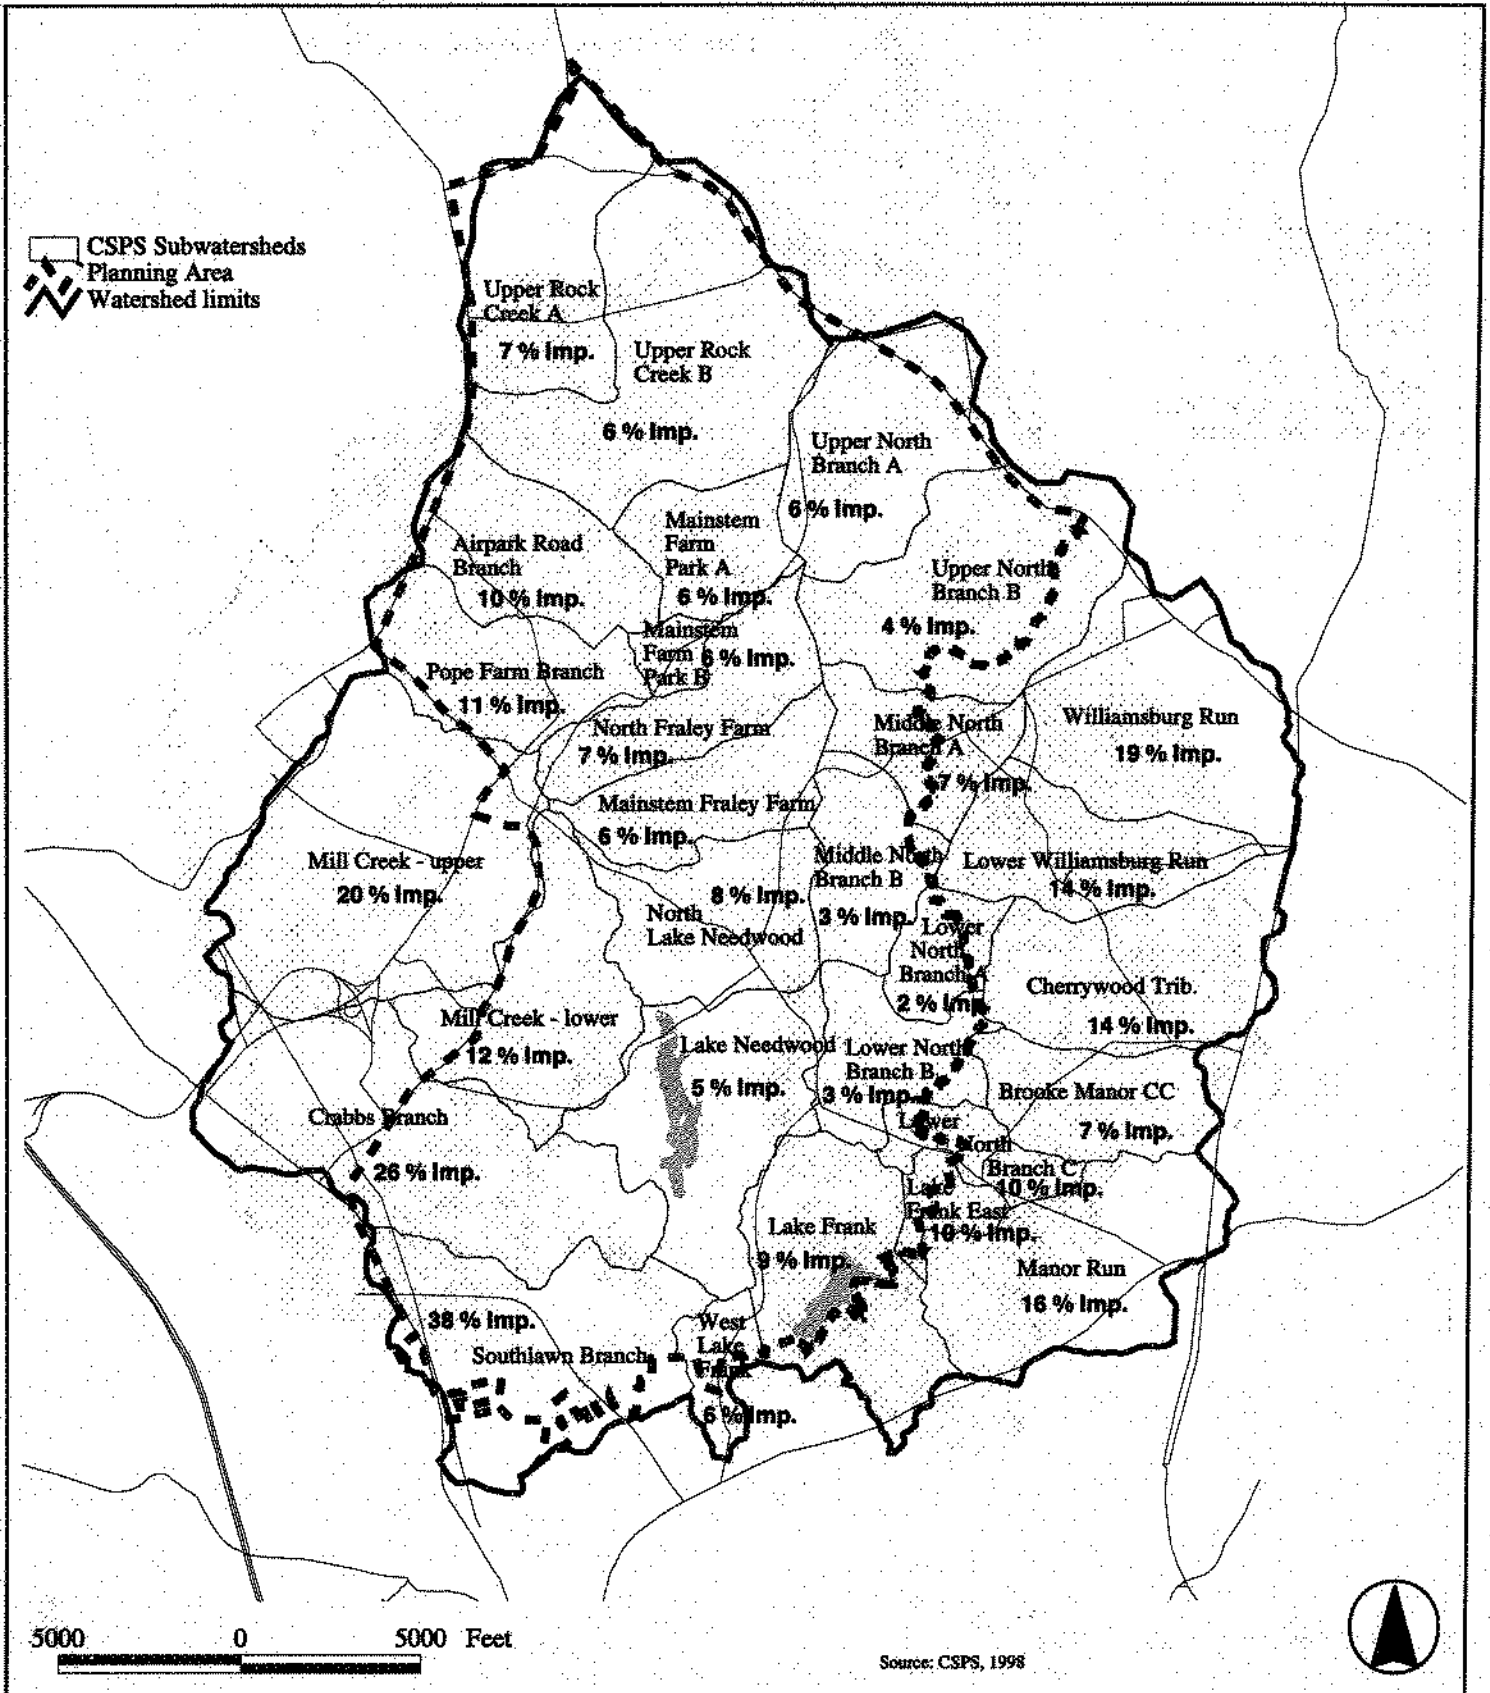 CSPS Subwatersheds
Planning Area
Watershed limits
Upper Rock
Creek A
7 % Imp.
Upper Rock
Creek B
6 % Imp.
Upper North
Branch A
6 % Imp.
Mainstem
Farm
Park A
6 % Imp.
Airpark Road
Branch
10 % Imp.
Upper North
Branch B
4 % Imp.
Mainstem
Farm 6 % Imp.
Park B
Pope Farm Branch
11 % Imp.
North Fraley Farm
7 % Imp.
Middle North
Branch A
7 % Imp.
Williamsburg Run
19 % Imp.
Mainstem Fraley Farm
6 % Imp.
Mill Creek - upper
20 % Imp.
Middle North
Branch B
3 % Imp.
Lower Williamsburg Run
14 % Imp.
8 % Imp.
North
Lake Needwood
Lower
North
Branch A
2 % Imp.
Cherrywood Trib.
14 % Imp.
Mill Creek - lower
12 % Imp.
Lake Needwood
5 % Imp.
Lower North
Branch B
3 % Imp.
Brooke Manor CC
7 % Imp.
Crabbs Branch
26 % Imp.
Lower
North
Branch C
10 % Imp.
Lake
Frank East
10 % Imp.
Lake Frank
9 % Imp.
Manor Run
16 % Imp.
38 % Imp.
Southlawn Branch
West
Lake
Frank
6 % Imp.
5000 0 5000 Feet
Source: CSPS, 1998